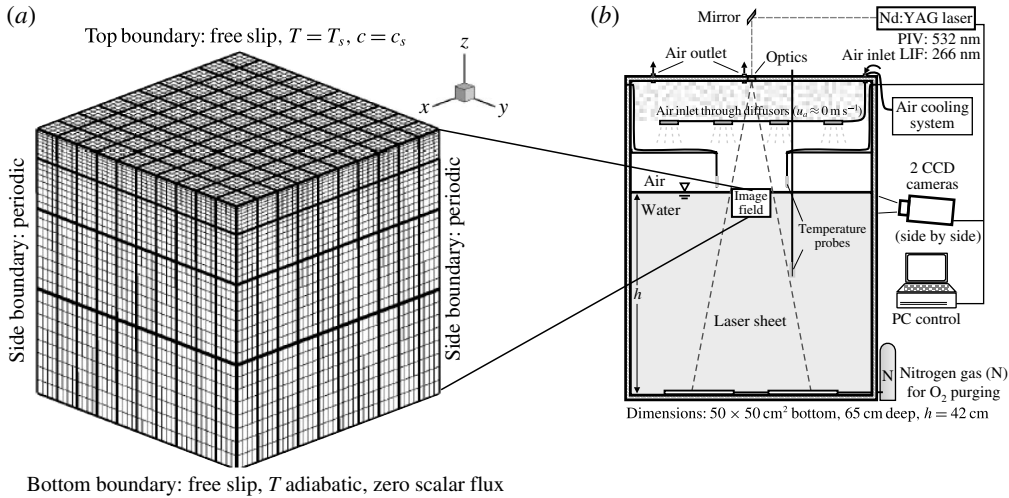 (a)
Top boundary: free slip, T = Tₛ, c = cₛ
z
x
y
Side boundary: periodic
Side boundary: periodic
Bottom boundary: free slip, T adiabatic, zero scalar flux
(b)
Mirror
Nd:YAG laser
PIV: 532 nm
LIF: 266 nm
Air outlet
Optics
Air inlet
Air inlet through diffusors (uₐ ≈ 0 m s⁻¹)
Air cooling
system
Air
Water
Image
field
2 CCD
cameras
(side by side)
Temperature
probes
h
Laser sheet
PC control
N
Nitrogen gas (N)
for O₂ purging
Dimensions: 50 × 50 cm² bottom, 65 cm deep, h = 42 cm